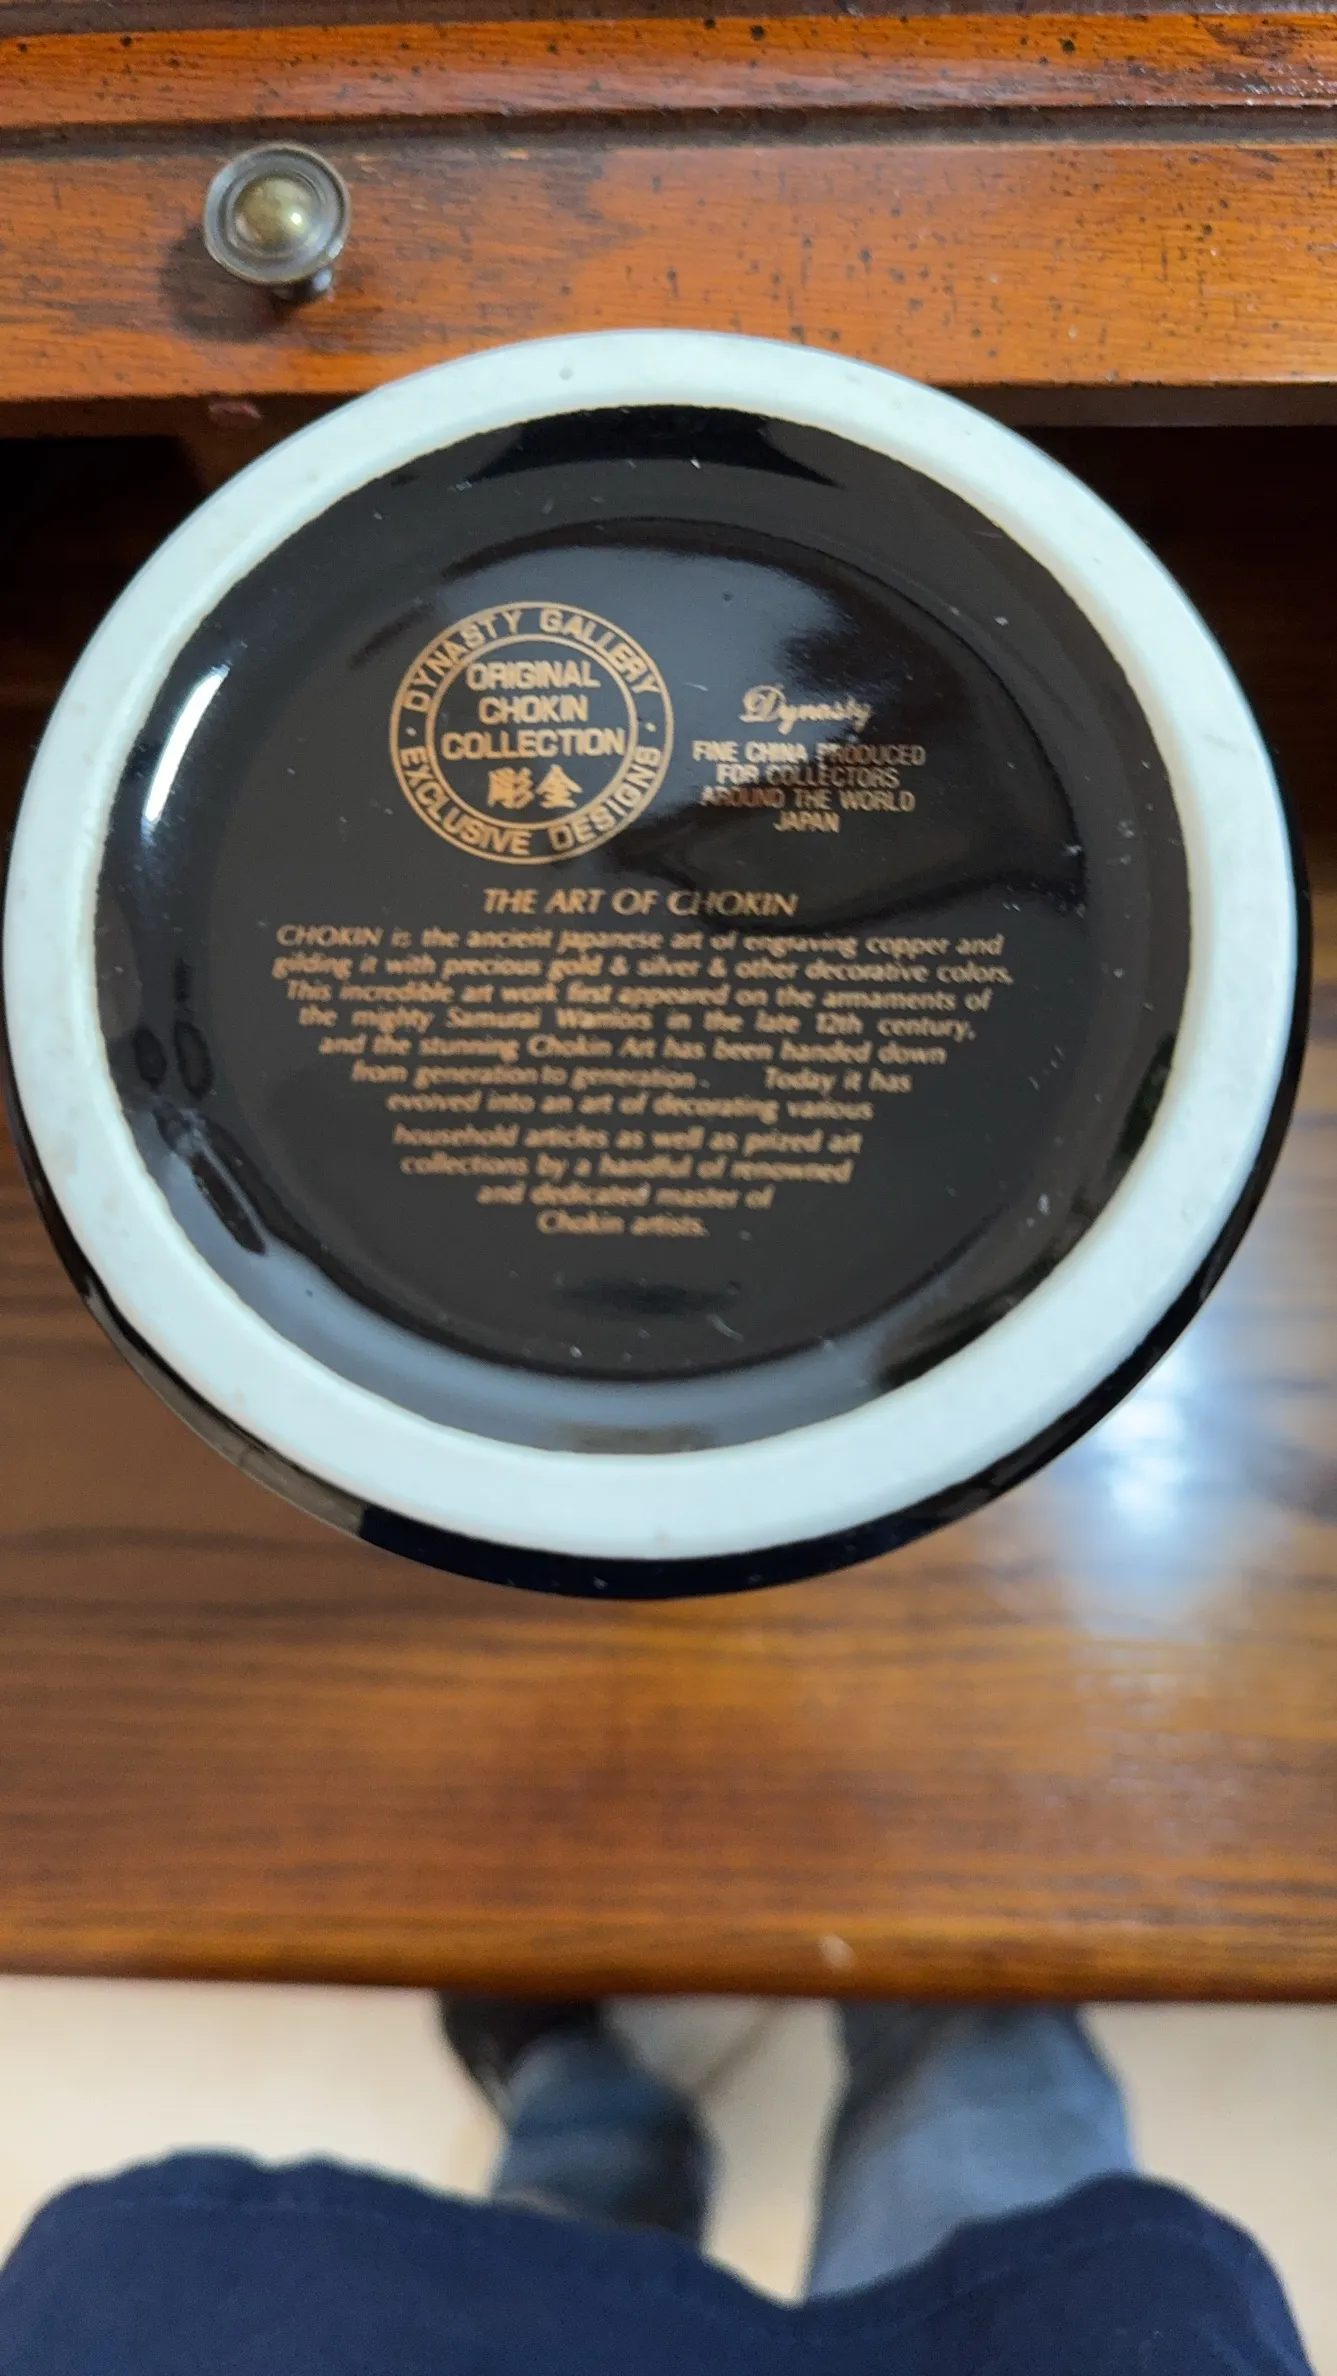 DYNASTY GALLERY
ORIGINAL
CHOKIN
COLLECTION
彫金
· EXCLUSIVE DESIGNS ·
Dynasty
FINE CHINA PRODUCED
FOR COLLECTORS
AROUND THE WORLD
JAPAN
THE ART OF CHOKIN
CHOKIN is the ancient Japanese art of engraving copper and
gilding it with precious gold & silver & other decorative colors.
This incredible art work first appeared on the armaments of
the mighty Samurai Warriors in the late 12th century,
and the stunning Chokin Art has been handed down
from generation to generation. Today it has
evolved into an art of decorating various
household articles as well as prized art
collections by a handful of renowned
and dedicated master of
Chokin artists.